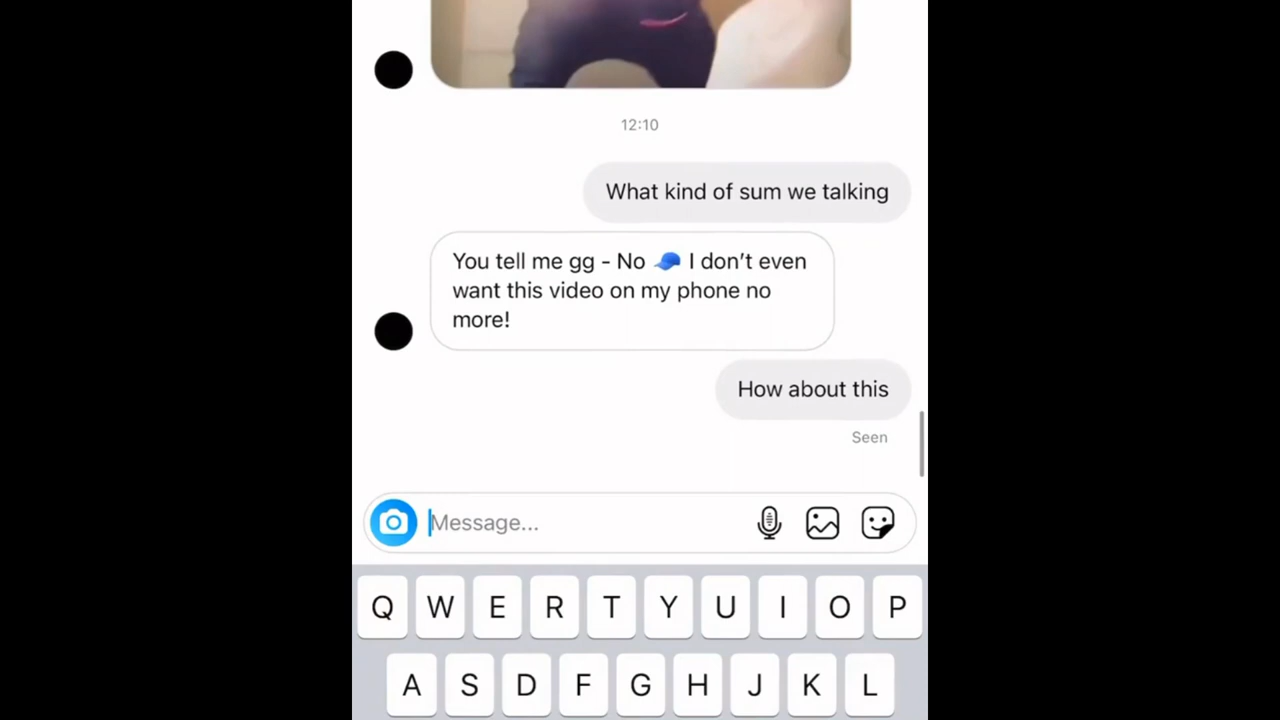 12:10
What kind of sum we talking
You tell me gg - No 🧢 I don't even
want this video on my phone no
more!
How about this
Seen
Message...
Q W E R T Y U I O P
A S D F G H J K L